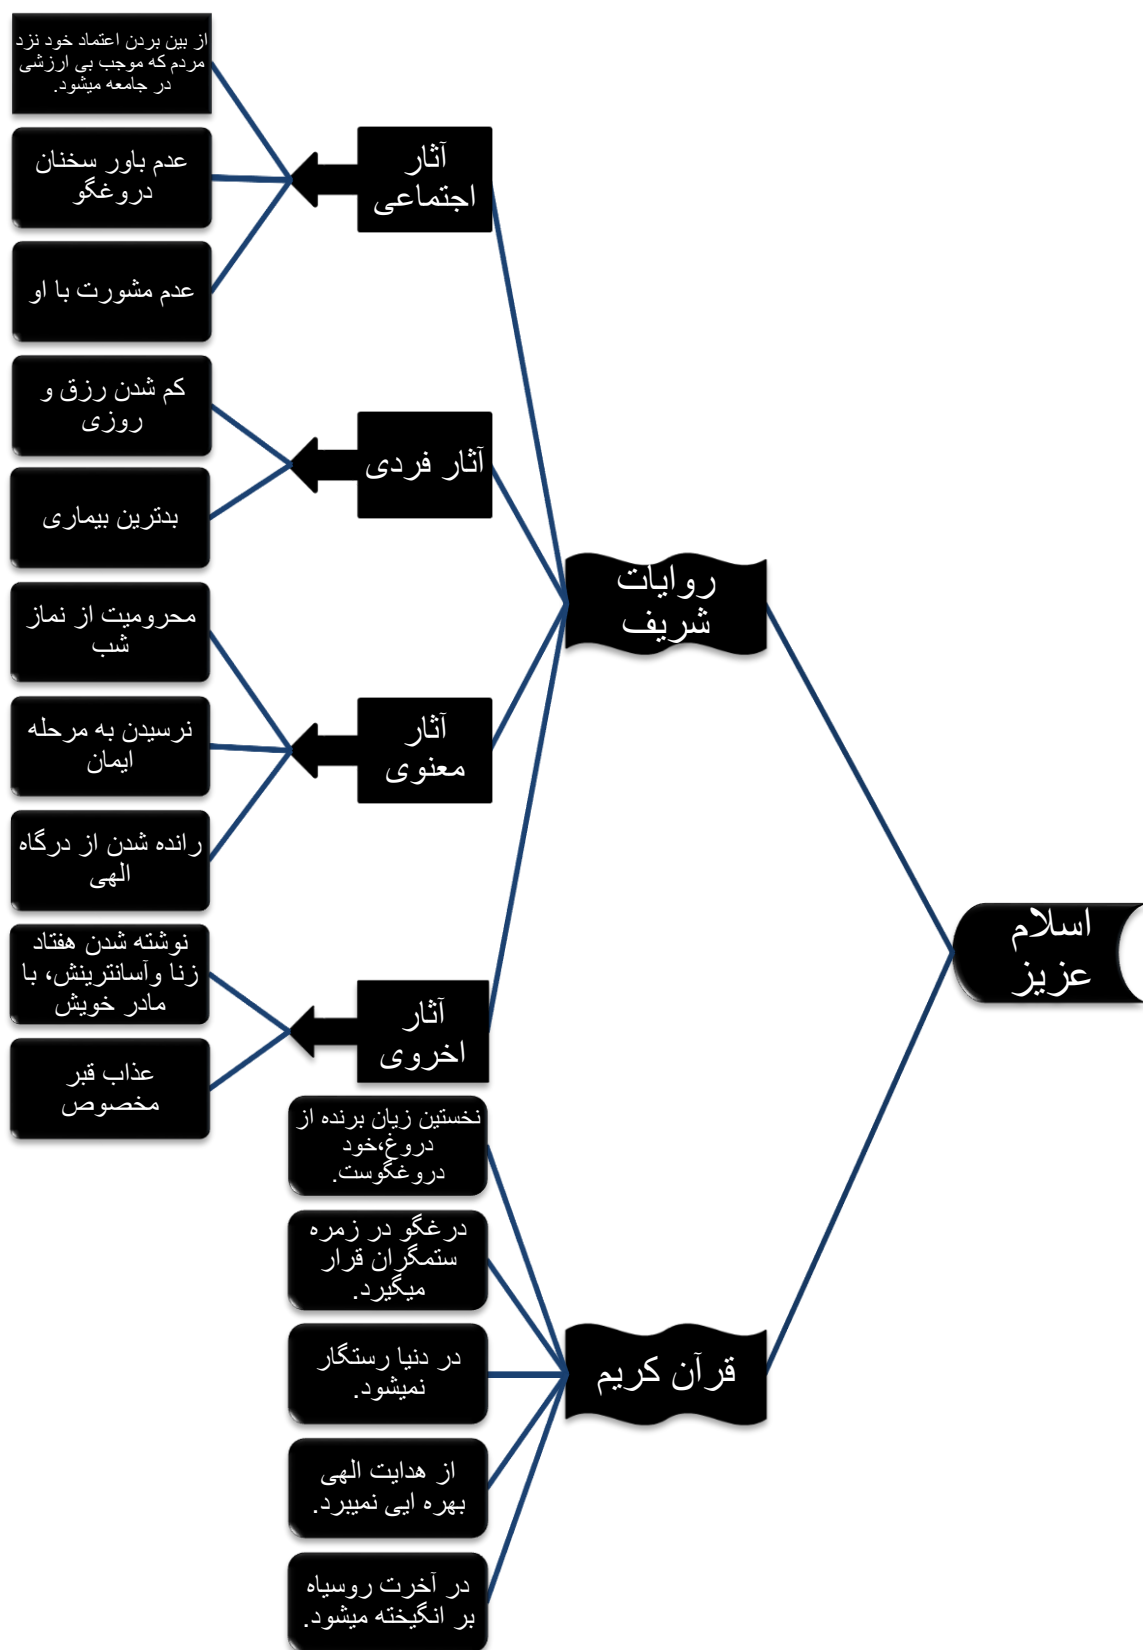 اسلام
عزیز
روایات
شریف
آثار
اجتماعی
از بین بردن اعتماد خود نزد
مردم که موجب بی ارزشی
در جامعه میشود.
عدم باور سخنان
دروغگو
عدم مشورت با او
آثار فردی
کم شدن رزق و
روزی
بدترین بیماری
آثار
معنوی
محرومیت از نماز
شب
نرسیدن به مرحله
ایمان
رانده شدن از درگاه
الهی
آثار
اخروی
نوشته شدن هفتاد
زنا وآسانترینش، با
مادر خویش
عذاب قبر
مخصوص
قرآن کریم
نخستین زیان برنده از
دروغ،خود
دروغگوست.
درغگو در زمره
ستمگران قرار
میگیرد.
در دنیا رستگار
نمیشود.
از هدایت الهی
بهره ایی نمیبرد.
در آخرت روسیاه
بر انگیخته میشود.